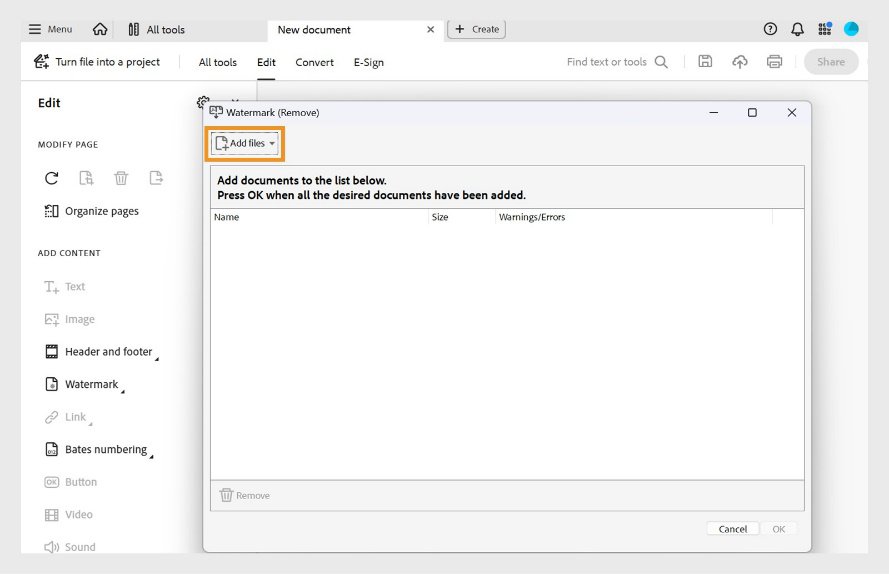 Menu
All tools
New document
Create
Turn file into a project
All tools
Edit
Convert
E-Sign
Find text or tools
Share
Edit
MODIFY PAGE
Organize pages
ADD CONTENT
Text
Image
Header and footer
Watermark
Link
Bates numbering
OK Button
Video
Sound
Watermark (Remove)
Add files
Add documents to the list below.
Press OK when all the desired documents have been added.
Name Size Warnings/Errors
Remove
Cancel OK